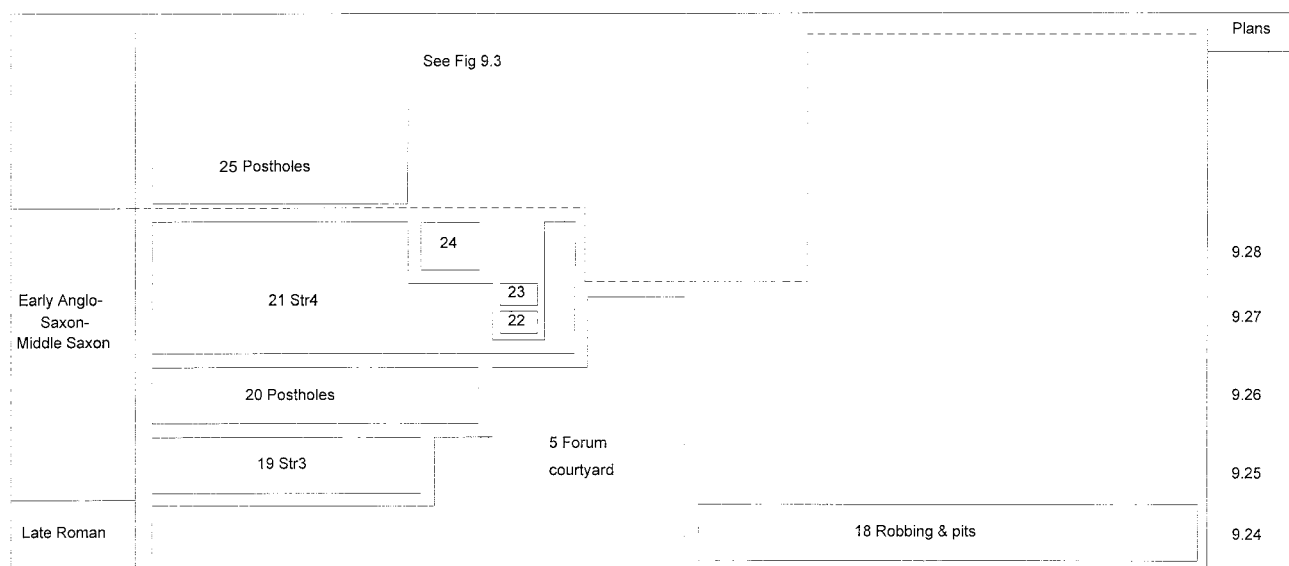 Plans
See Fig 9.3
25 Postholes
24
9.28
21 Str4
23
Early Anglo-
Saxon-
Middle Saxon
22
9.27
20 Postholes
9.26
5 Forum
courtyard
19 Str3
9.25
Late Roman
18 Robbing & pits
9.24